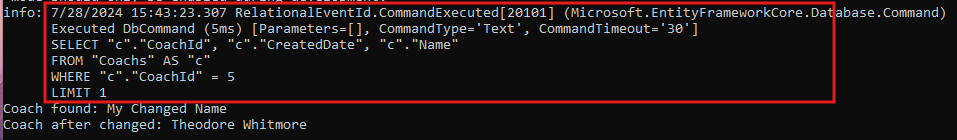 info: 7/28/2024 15:43:23.307 RelationalEventId.CommandExecuted[20101] (Microsoft.EntityFrameworkCore.Database.Command)
Executed DbCommand (5ms) [Parameters=[], CommandType='Text', CommandTimeout='30']
SELECT "c"."CoachId", "c"."CreatedDate", "c"."Name"
FROM "Coachs" AS "c"
WHERE "c"."CoachId" = 5
LIMIT 1
Coach found: My Changed Name
Coach after changed: Theodore Whitmore